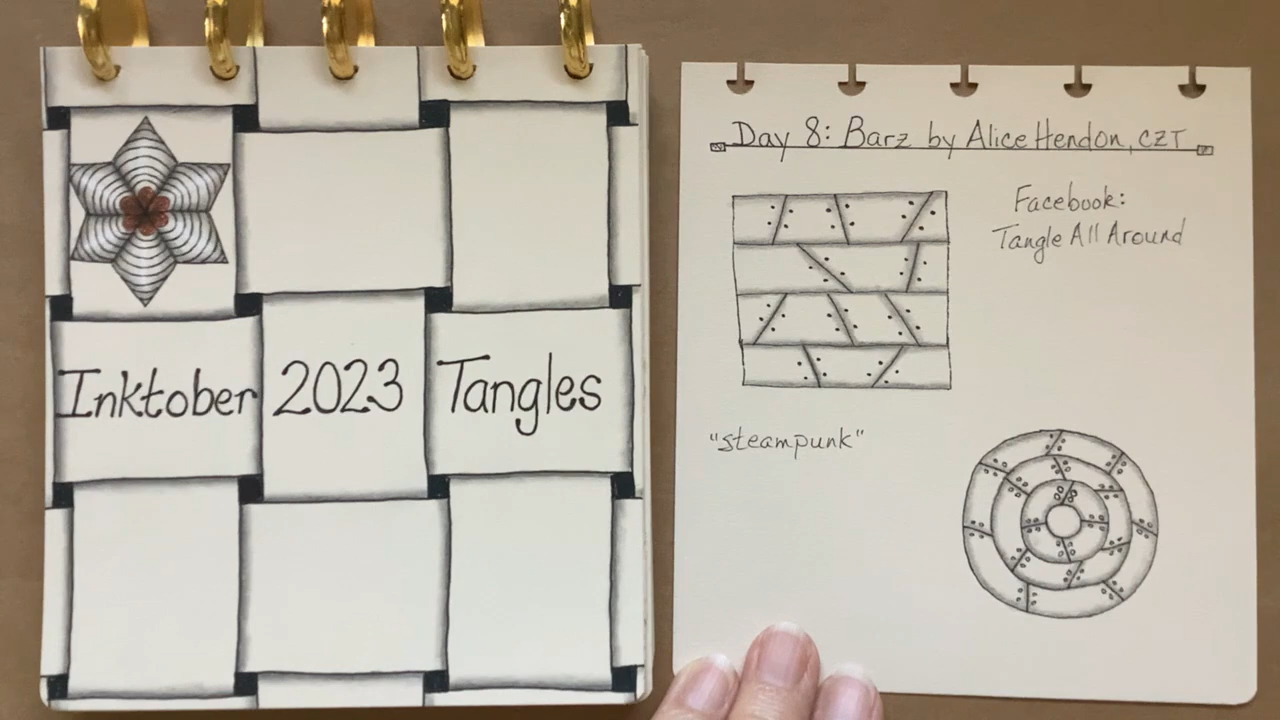 Inktober 2023 Tangles
Day 8: Barz by Alice Hendon, CZT
Facebook:
Tangle All Around
"steampunk"